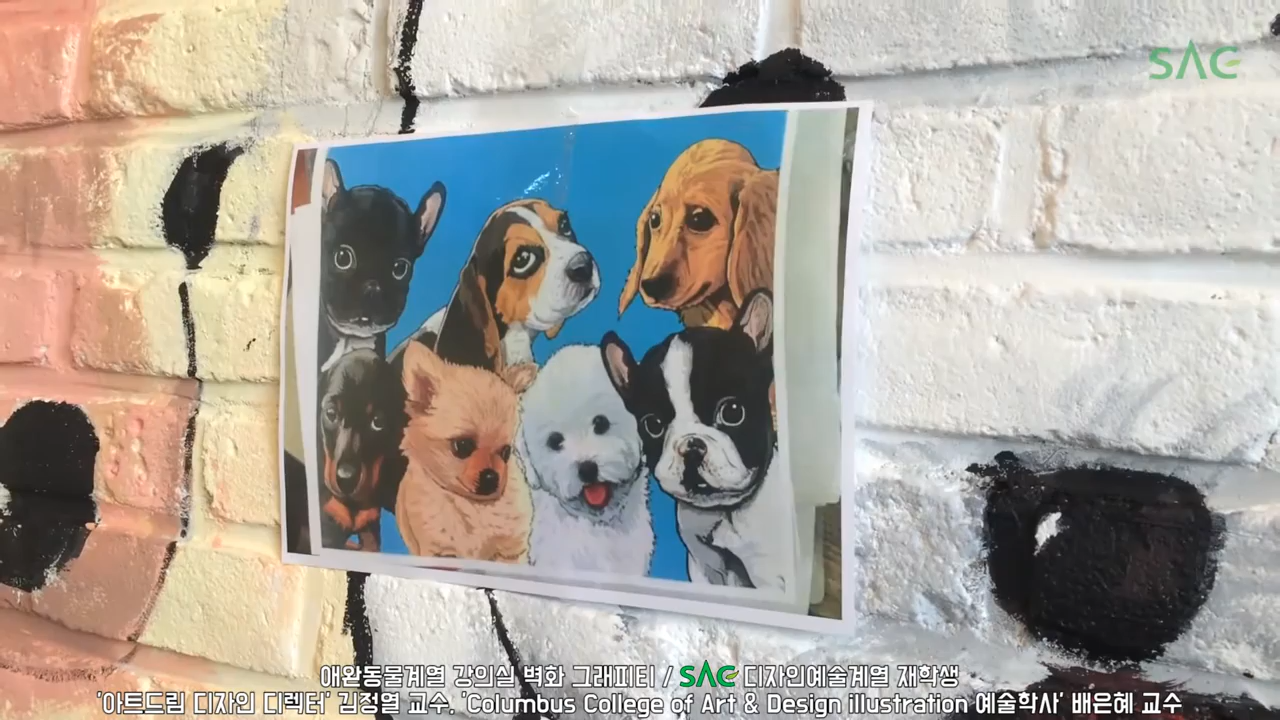 SAC
애완동물계열 강의실 벽화 그래피티 / SAC 디자인예술계열 재학생
'아트드림 디자인 디렉터' 김정열 교수, 'Columbus College of Art & Design illustration 예술학사' 배은혜 교수